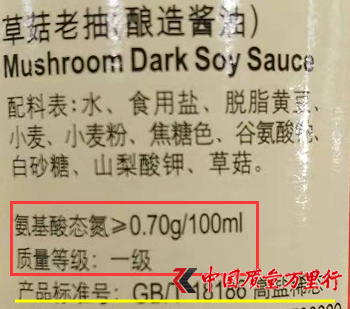 草菇老抽(酿造酱油)
Mushroom Dark Soy Sauce
配料表:水、食用盐、脱脂黄豆、
小麦、小麦粉、焦糖色、谷氨酸钠、
白砂糖、山梨酸钾、草菇。
氨基酸态氮≥0.70g/100ml
质量等级:一级
中国质量万里行
产品标准号:GB/T 18186 高盐稀态